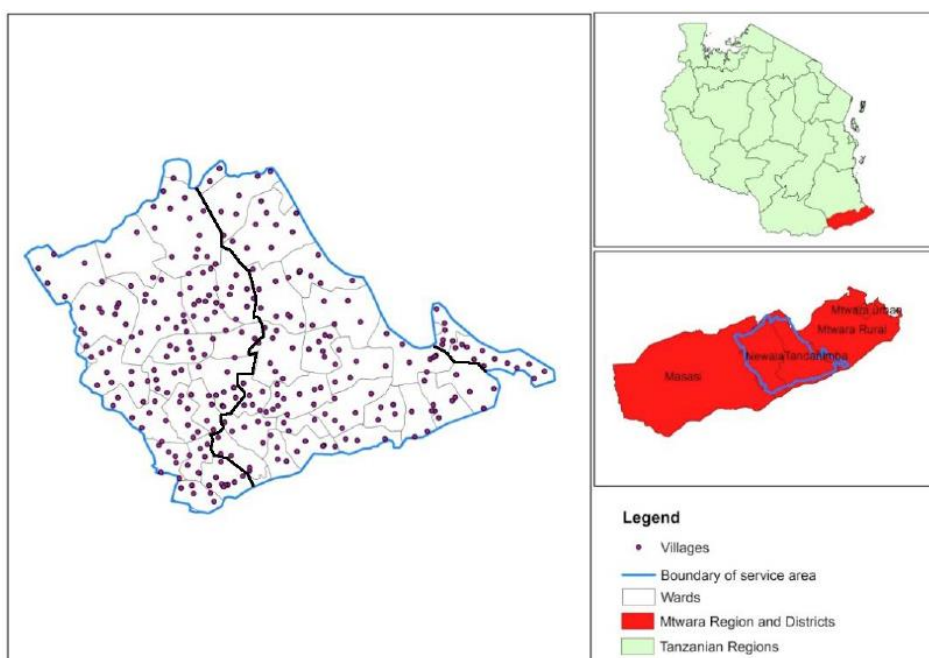 Mtwara Urban
Mtwara Rural
Newala
Tandahimba
Masasi
Legend
Villages
Boundary of service area
Wards
Mtwara Region and Districts
Tanzanian Regions